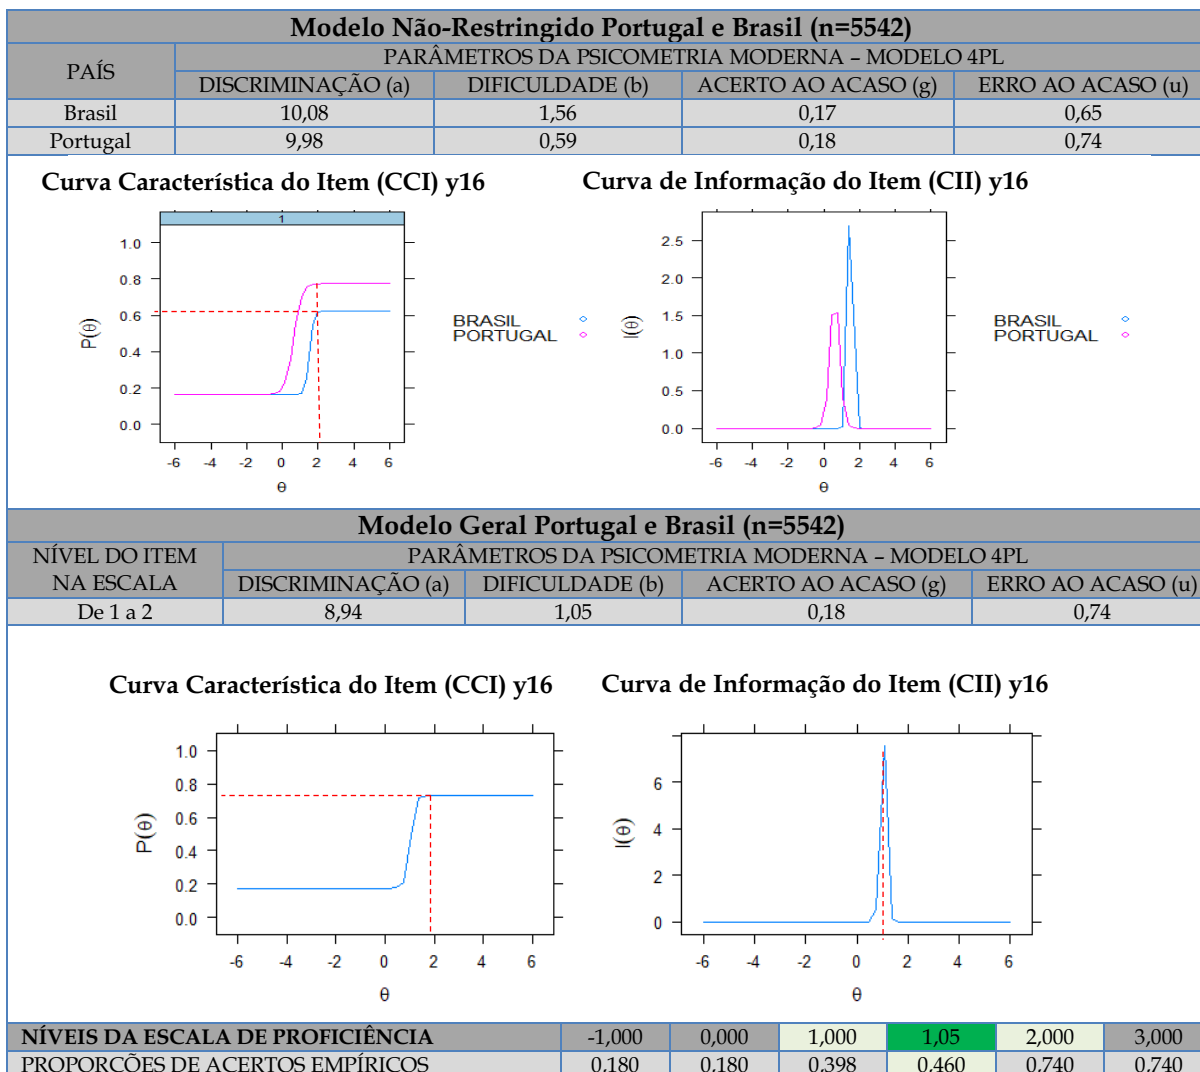 Modelo Não-Restringido Portugal e Brasil (n=5542)
PAÍS
PARÂMETROS DA PSICOMETRIA MODERNA – MODELO 4PL
DISCRIMINAÇÃO (a) DIFICULDADE (b) ACERTO AO ACASO (g) ERRO AO ACASO (u)
Brasil 10,08 1,56 0,17 0,65
Portugal 9,98 0,59 0,18 0,74
Curva Característica do Item (CCI) y16
1
1.0
0.8
0.6
0.4
0.2
0.0
P(θ)
-6 -4 -2 0 2 4 6
θ
BRASIL
PORTUGAL
Curva de Informação do Item (CII) y16
2.5
2.0
1.5
1.0
0.5
0.0
I(θ)
-6 -4 -2 0 2 4 6
θ
BRASIL
PORTUGAL
Modelo Geral Portugal e Brasil (n=5542)
NÍVEL DO ITEM
NA ESCALA
PARÂMETROS DA PSICOMETRIA MODERNA – MODELO 4PL
DISCRIMINAÇÃO (a) DIFICULDADE (b) ACERTO AO ACASO (g) ERRO AO ACASO (u)
De 1 a 2 8,94 1,05 0,18 0,74
Curva Característica do Item (CCI) y16
1.0
0.8
0.6
0.4
0.2
0.0
P(θ)
-6 -4 -2 0 2 4 6
θ
Curva de Informação do Item (CII) y16
6
4
2
0
I(θ)
-6 -4 -2 0 2 4 6
θ
NÍVEIS DA ESCALA DE PROFICIÊNCIA -1,000 0,000 1,000 1,05 2,000 3,000
PROPORÇÕES DE ACERTOS EMPÍRICOS 0,180 0,180 0,398 0,460 0,740 0,740